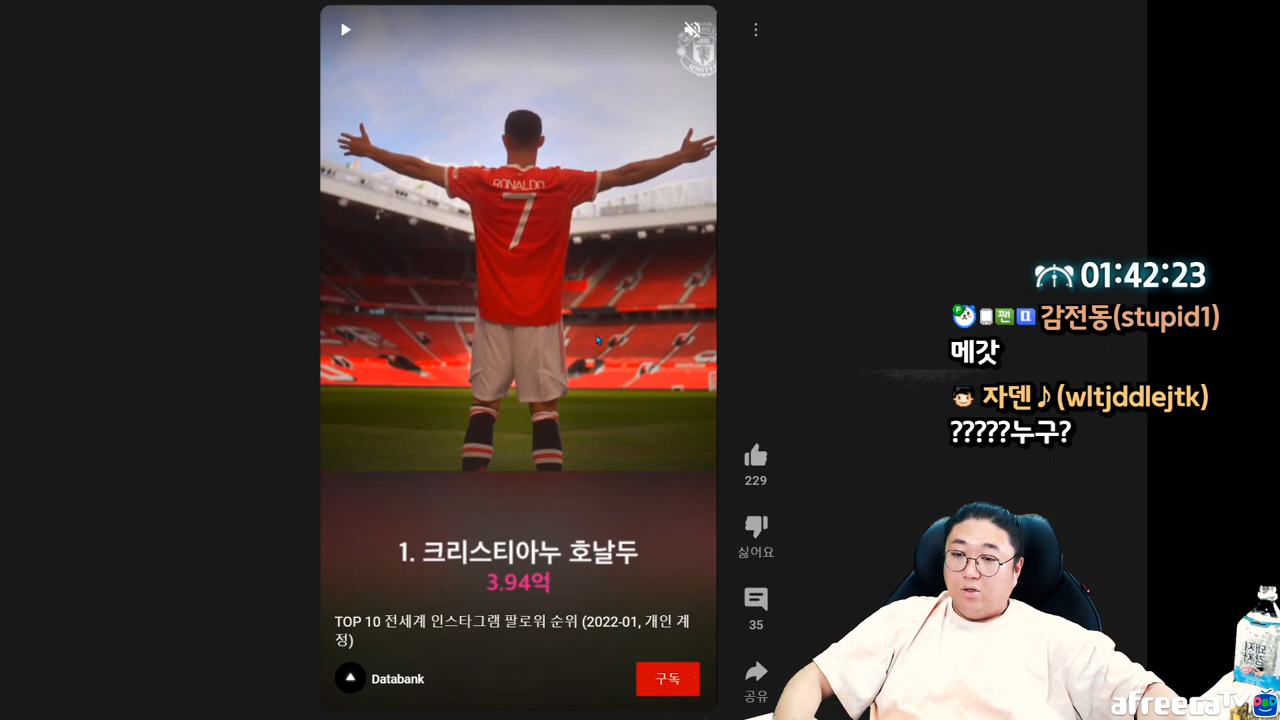 RONALDO
7
1. 크리스티아누 호날두
3.94억
TOP 10 전세계 인스타그램 팔로워 순위 (2022-01, 개인 계
정)
Databank
구독
229
싫어요
35
공유
01:42:23
팬
감전동(stupid1)
메갓
자덴♪(wltjddlejtk)
?????누구?
afreecaTV